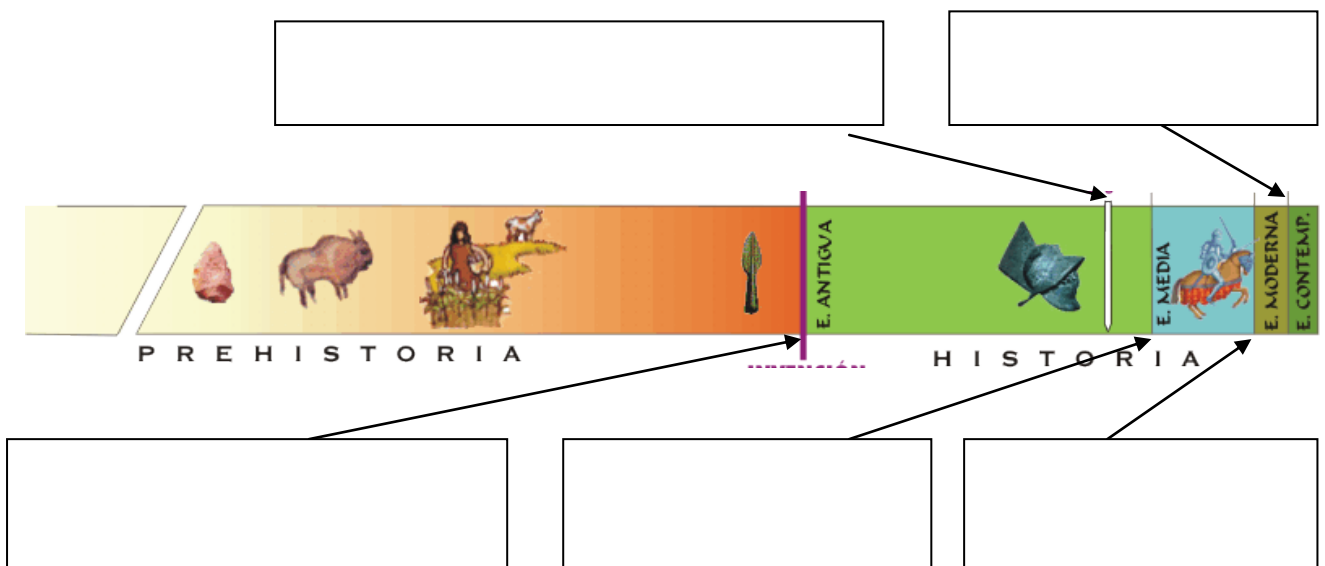 E. ANTIGUA
E. MEDIA
E. MODERNA
E. CONTEMP.
PREHISTORIA
HISTORIA